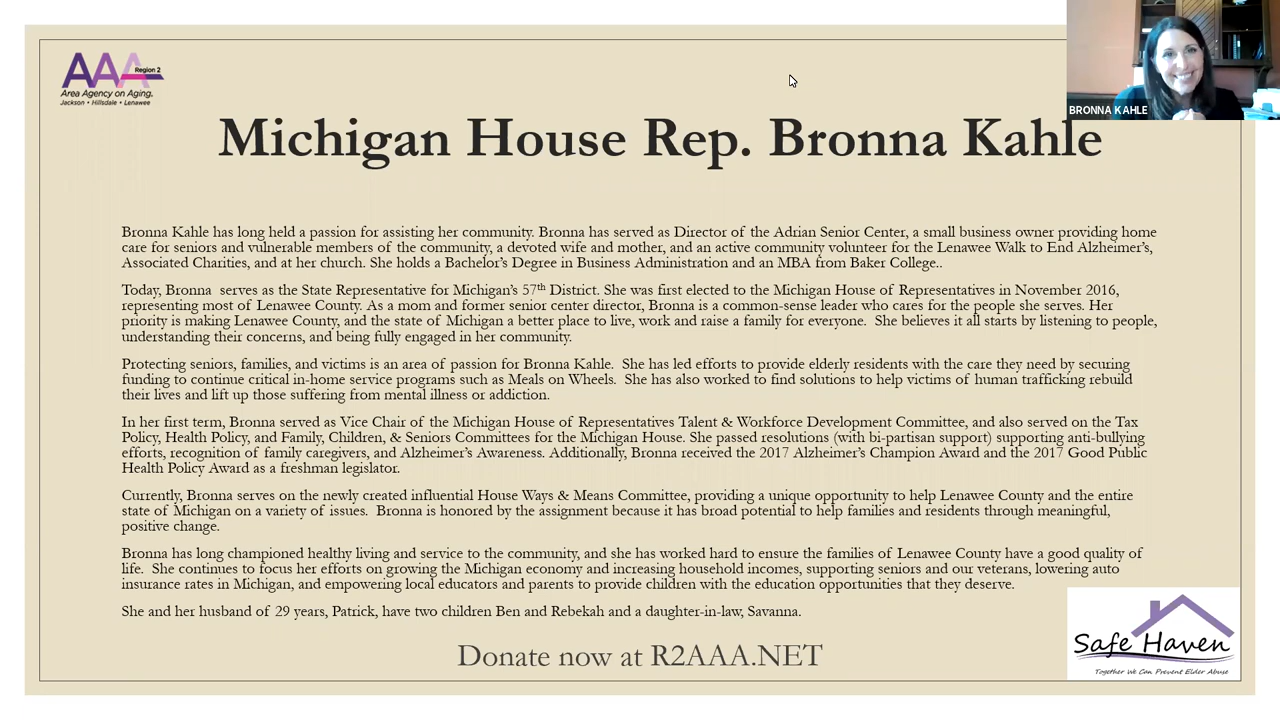 AAA
Region 2
Area Agency on Aging.
Jackson • Hillsdale • Lenawee
BRONNA KAHLE
Michigan House Rep. Bronna Kahle
Bronna Kahle has long held a passion for assisting her community. Bronna has served as Director of the Adrian Senior Center, a small business owner providing home
care for seniors and vulnerable members of the community, a devoted wife and mother, and an active community volunteer for the Lenawee Walk to End Alzheimer's,
Associated Charities, and at her church. She holds a Bachelor's Degree in Business Administration and an MBA from Baker College..
Today, Bronna serves as the State Representative for Michigan's 57th District. She was first elected to the Michigan House of Representatives in November 2016,
representing most of Lenawee County. As a mom and former senior center director, Bronna is a common-sense leader who cares for the people she serves. Her
priority is making Lenawee County, and the state of Michigan a better place to live, work and raise a family for everyone. She believes it all starts by listening to people,
understanding their concerns, and being fully engaged in her community.
Protecting seniors, families, and victims is an area of passion for Bronna Kahle. She has led efforts to provide elderly residents with the care they need by securing
funding to continue critical in-home service programs such as Meals on Wheels. She has also worked to find solutions to help victims of human trafficking rebuild
their lives and lift up those suffering from mental illness or addiction.
In her first term, Bronna served as Vice Chair of the Michigan House of Representatives Talent & Workforce Development Committee, and also served on the Tax
Policy, Health Policy, and Family, Children, & Seniors Committees for the Michigan House. She passed resolutions (with bi-partisan support) supporting anti-bullying
efforts, recognition of family caregivers, and Alzheimer's Awareness. Additionally, Bronna received the 2017 Alzheimer's Champion Award and the 2017 Good Public
Health Policy Award as a freshman legislator.
Currently, Bronna serves on the newly created influential House Ways & Means Committee, providing a unique opportunity to help Lenawee County and the entire
state of Michigan on a variety of issues. Bronna is honored by the assignment because it has broad potential to help families and residents through meaningful,
positive change.
Bronna has long championed healthy living and service to the community, and she has worked hard to ensure the families of Lenawee County have a good quality of
life. She continues to focus her efforts on growing the Michigan economy and increasing household incomes, supporting seniors and our veterans, lowering auto
insurance rates in Michigan, and empowering local educators and parents to provide children with the education opportunities that they deserve.
She and her husband of 29 years, Patrick, have two children Ben and Rebekah and a daughter-in-law, Savanna.
Donate now at R2AAA.NET
Safe Haven
Together We Can Prevent Elder Abuse